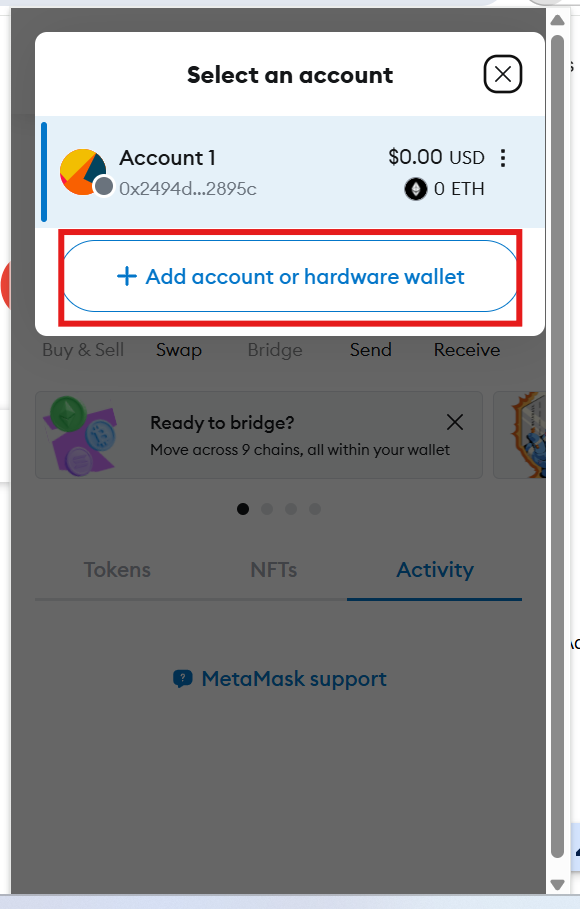 Select an account
Account 1
$0.00 USD
0x2494d...2895c
0 ETH
+ Add account or hardware wallet
Buy & Sell
Swap
Bridge
Send
Receive
Ready to bridge?
Move across 9 chains, all within your wallet
Tokens
NFTs
Activity
MetaMask support